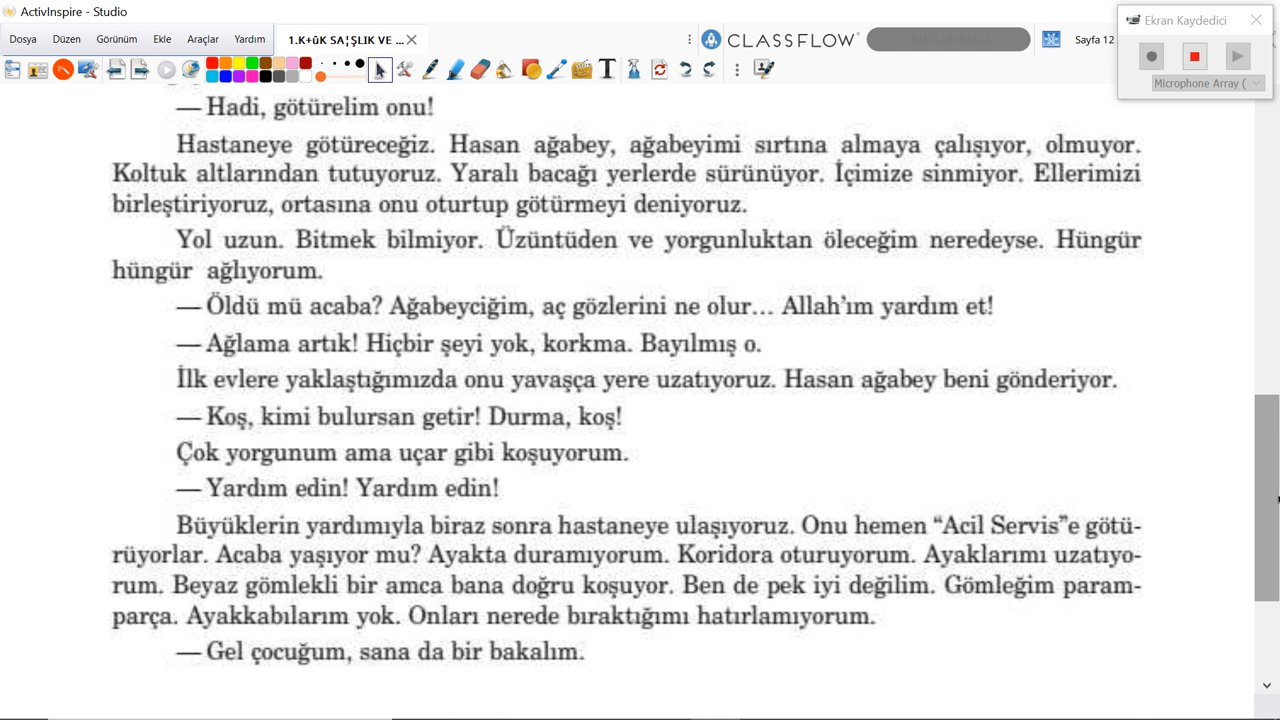 ActivInspire - Studio
Dosya Düzen Görünüm Ekle Araçlar Yardım
1.K+ûK SA¦ŞLIK VE ...
CLASSFLOW
Sayfa 12
Ekran Kaydedici
Microphone Array (
— Hadi, götürelim onu!
Hastaneye götüreceğiz. Hasan ağabey, ağabeyimi sırtına almaya çalışıyor, olmuyor.
Koltuk altlarından tutuyoruz. Yaralı bacağı yerlerde sürünüyor. İçimize sinmiyor. Ellerimizi
birleştiriyoruz, ortasına onu oturtup götürmeyi deniyoruz.
Yol uzun. Bitmek bilmiyor. Üzüntüden ve yorgunluktan öleceğim neredeyse. Hüngür
hüngür ağlıyorum.
— Öldü mü acaba? Ağabeyciğim, aç gözlerini ne olur... Allah’ım yardım et!
— Ağlama artık! Hiçbir şeyi yok, korkma. Bayılmış o.
İlk evlere yaklaştığımızda onu yavaşça yere uzatıyoruz. Hasan ağabey beni gönderiyor.
— Koş, kimi bulursan getir! Durma, koş!
Çok yorgunum ama uçar gibi koşuyorum.
— Yardım edin! Yardım edin!
Büyüklerin yardımıyla biraz sonra hastaneye ulaşıyoruz. Onu hemen “Acil Servis”e götü-
rüyorlar. Acaba yaşıyor mu? Ayakta duramıyorum. Koridora oturuyorum. Ayaklarımı uzatıyo-
rum. Beyaz gömlekli bir amca bana doğru koşuyor. Ben de pek iyi değilim. Gömleğim param-
parça. Ayakkabılarım yok. Onları nerede bıraktığımı hatırlamıyorum.
— Gel çocuğum, sana da bir bakalım.